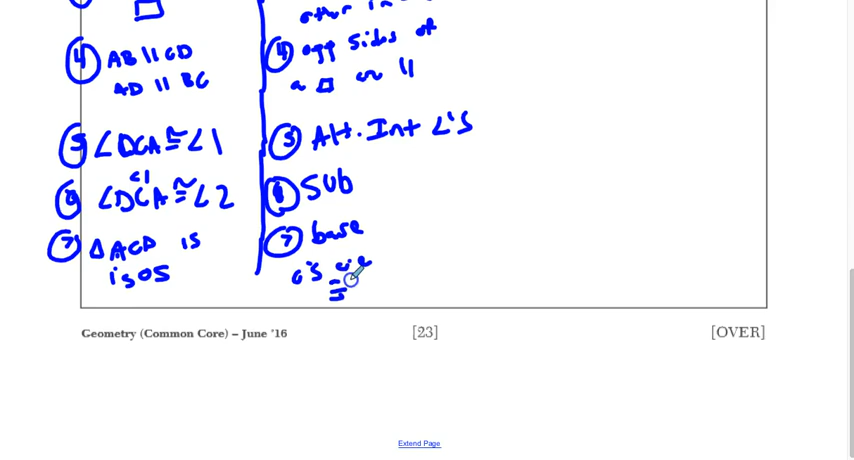 4 AB || CD
AD || BC
4 opp sides of
a ▱ are ||
5 ∠DCA ≅ ∠1
5 Alt. Int ∠'s
<1
6 ∠DCA ≅ ∠2
6 Sub
7 △ACD is
isos
7 base
≅
Geometry (Common Core) – June '16
[23]
[OVER]
Extend Page